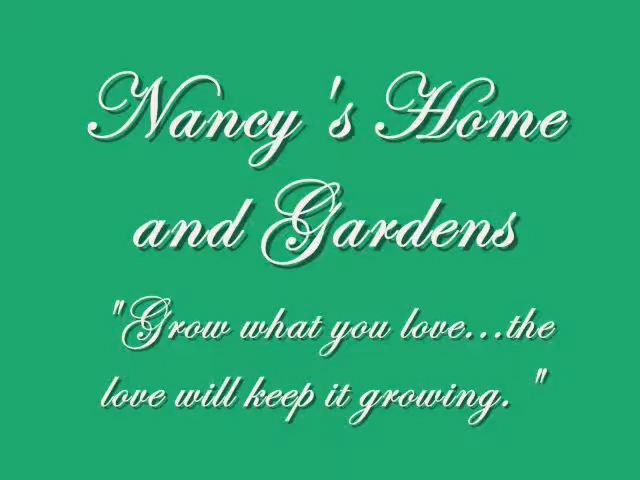 Nancy 's Home
and Gardens
"Grow what you love...the
love will keep it growing. "